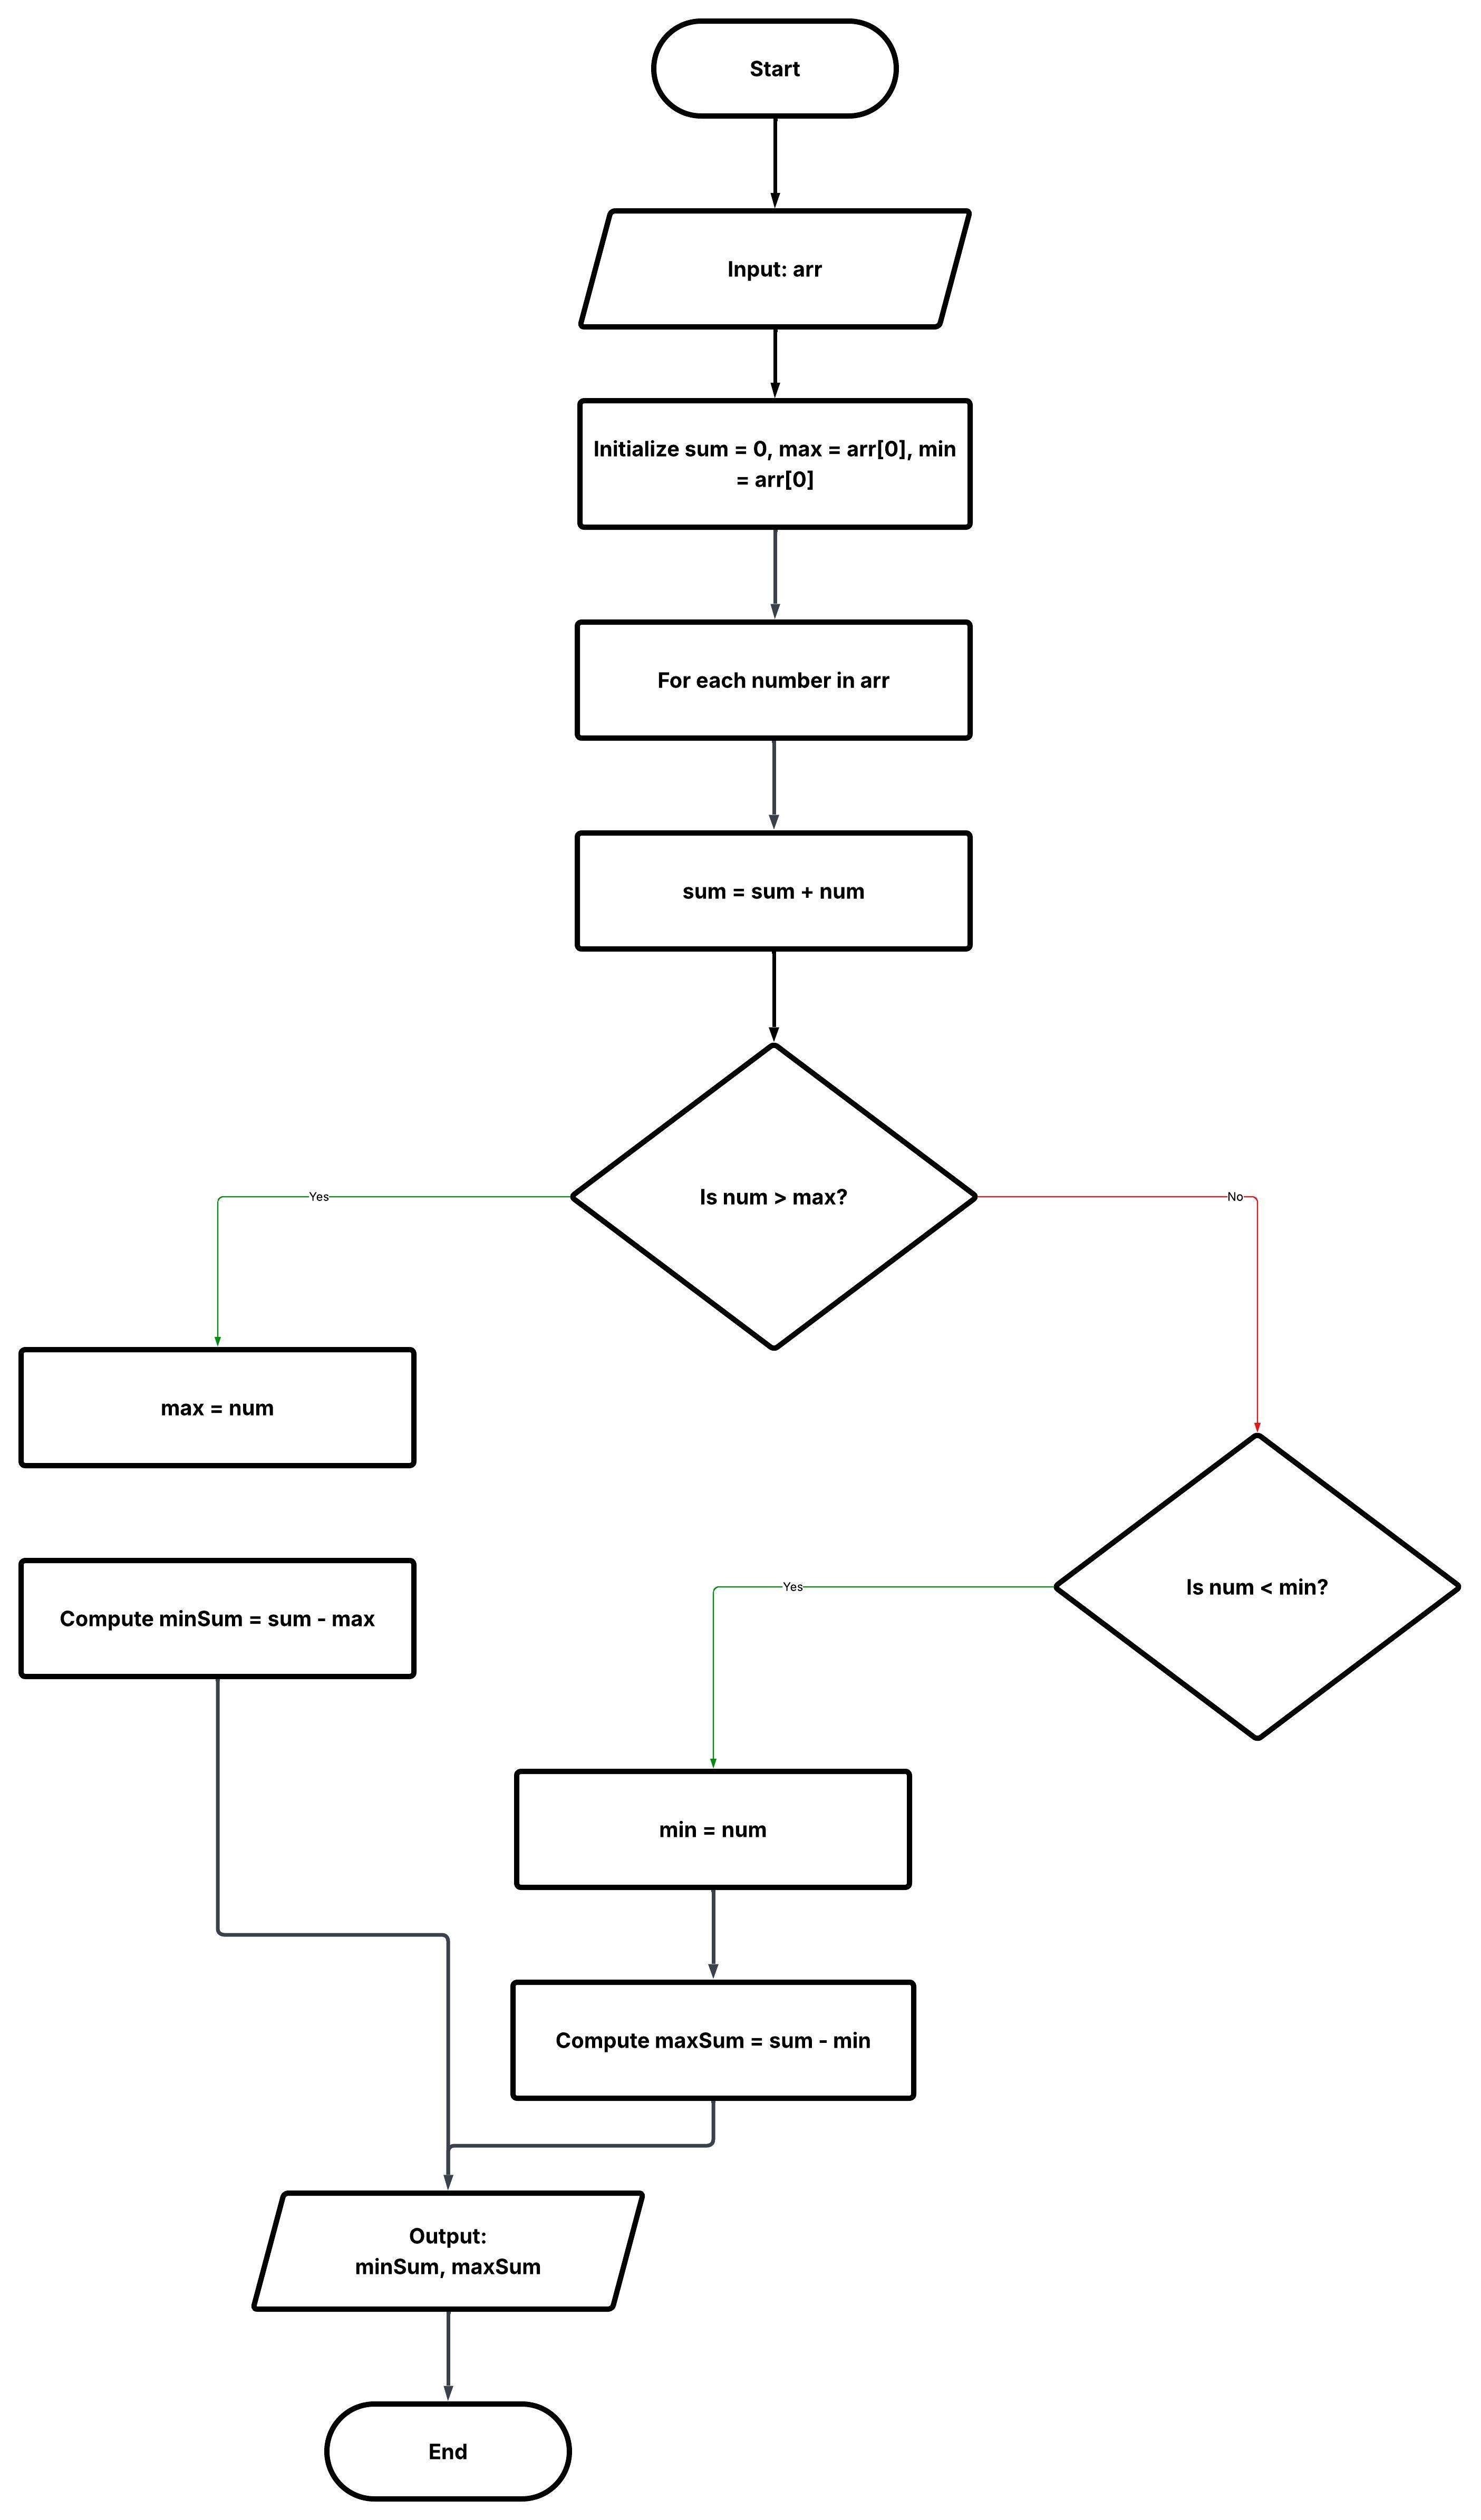 Start
Input: arr
Initialize sum = 0, max = arr[0], min
= arr[0]
For each number in arr
sum = sum + num
Is num > max?
Yes
No
max = num
Is num < min?
Yes
Compute minSum = sum - max
min = num
Compute maxSum = sum - min
Output:
minSum, maxSum
End